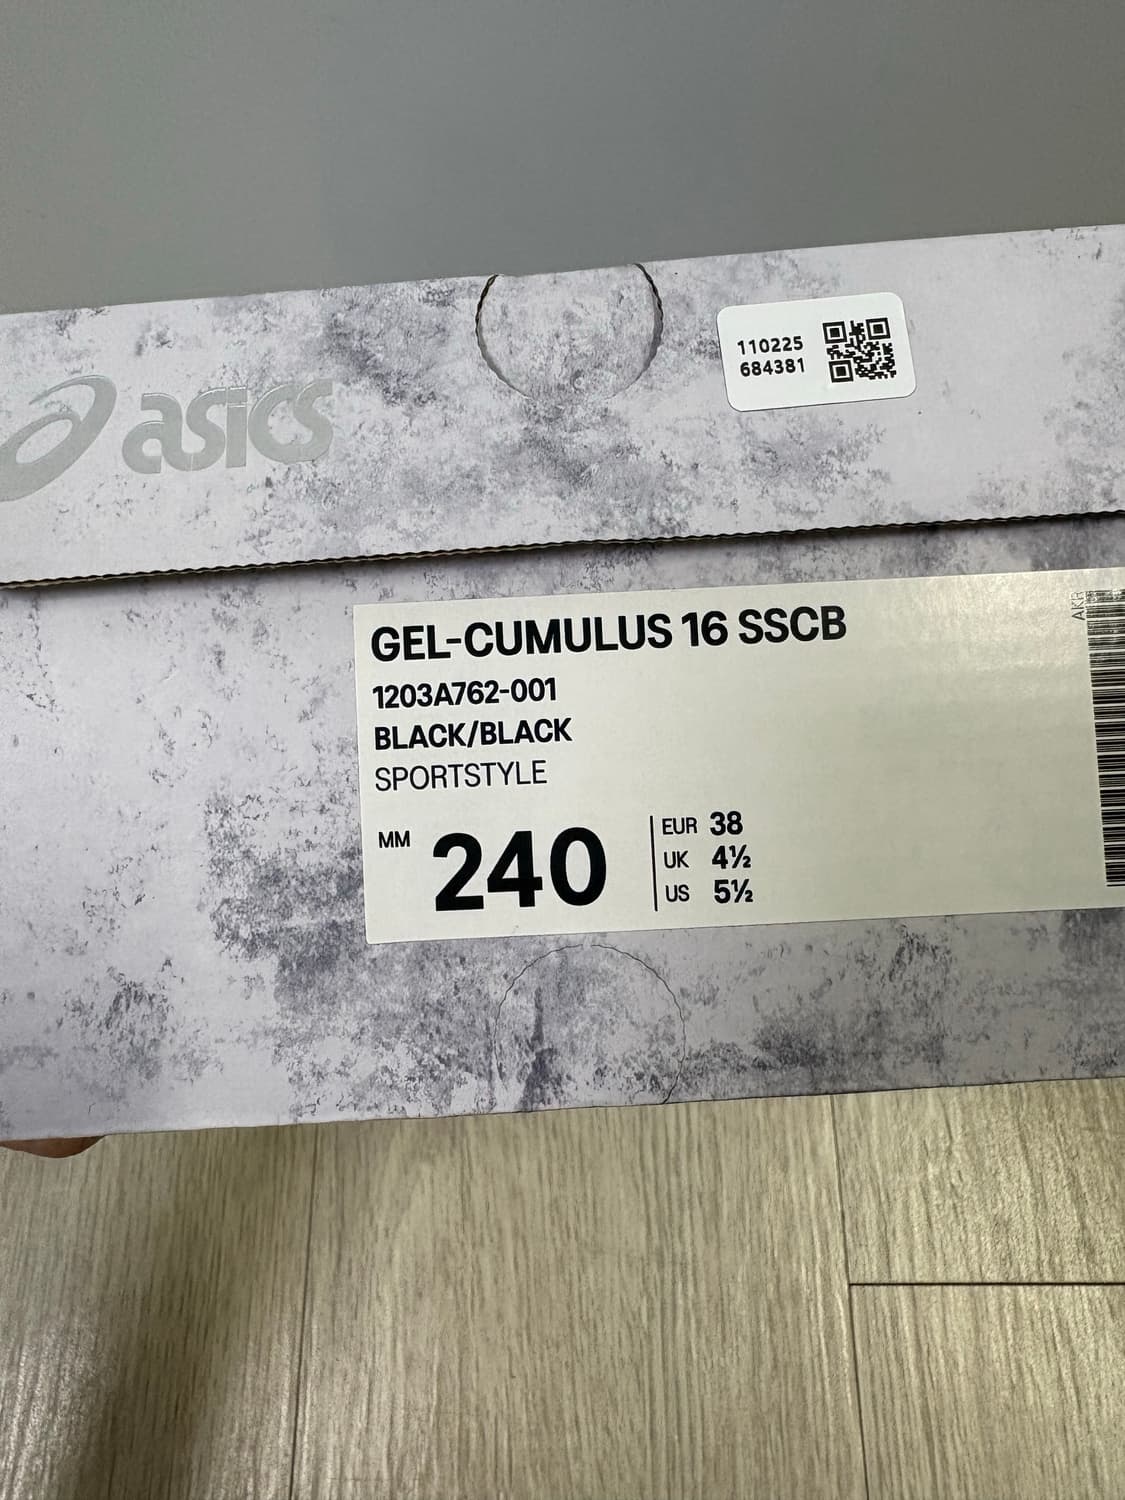 110225
684381
asics
GEL-CUMULUS 16 SSCB
1203A762-001
BLACK/BLACK
SPORTSTYLE
MM 240
EUR 38
UK 4½
US 5½
AKR